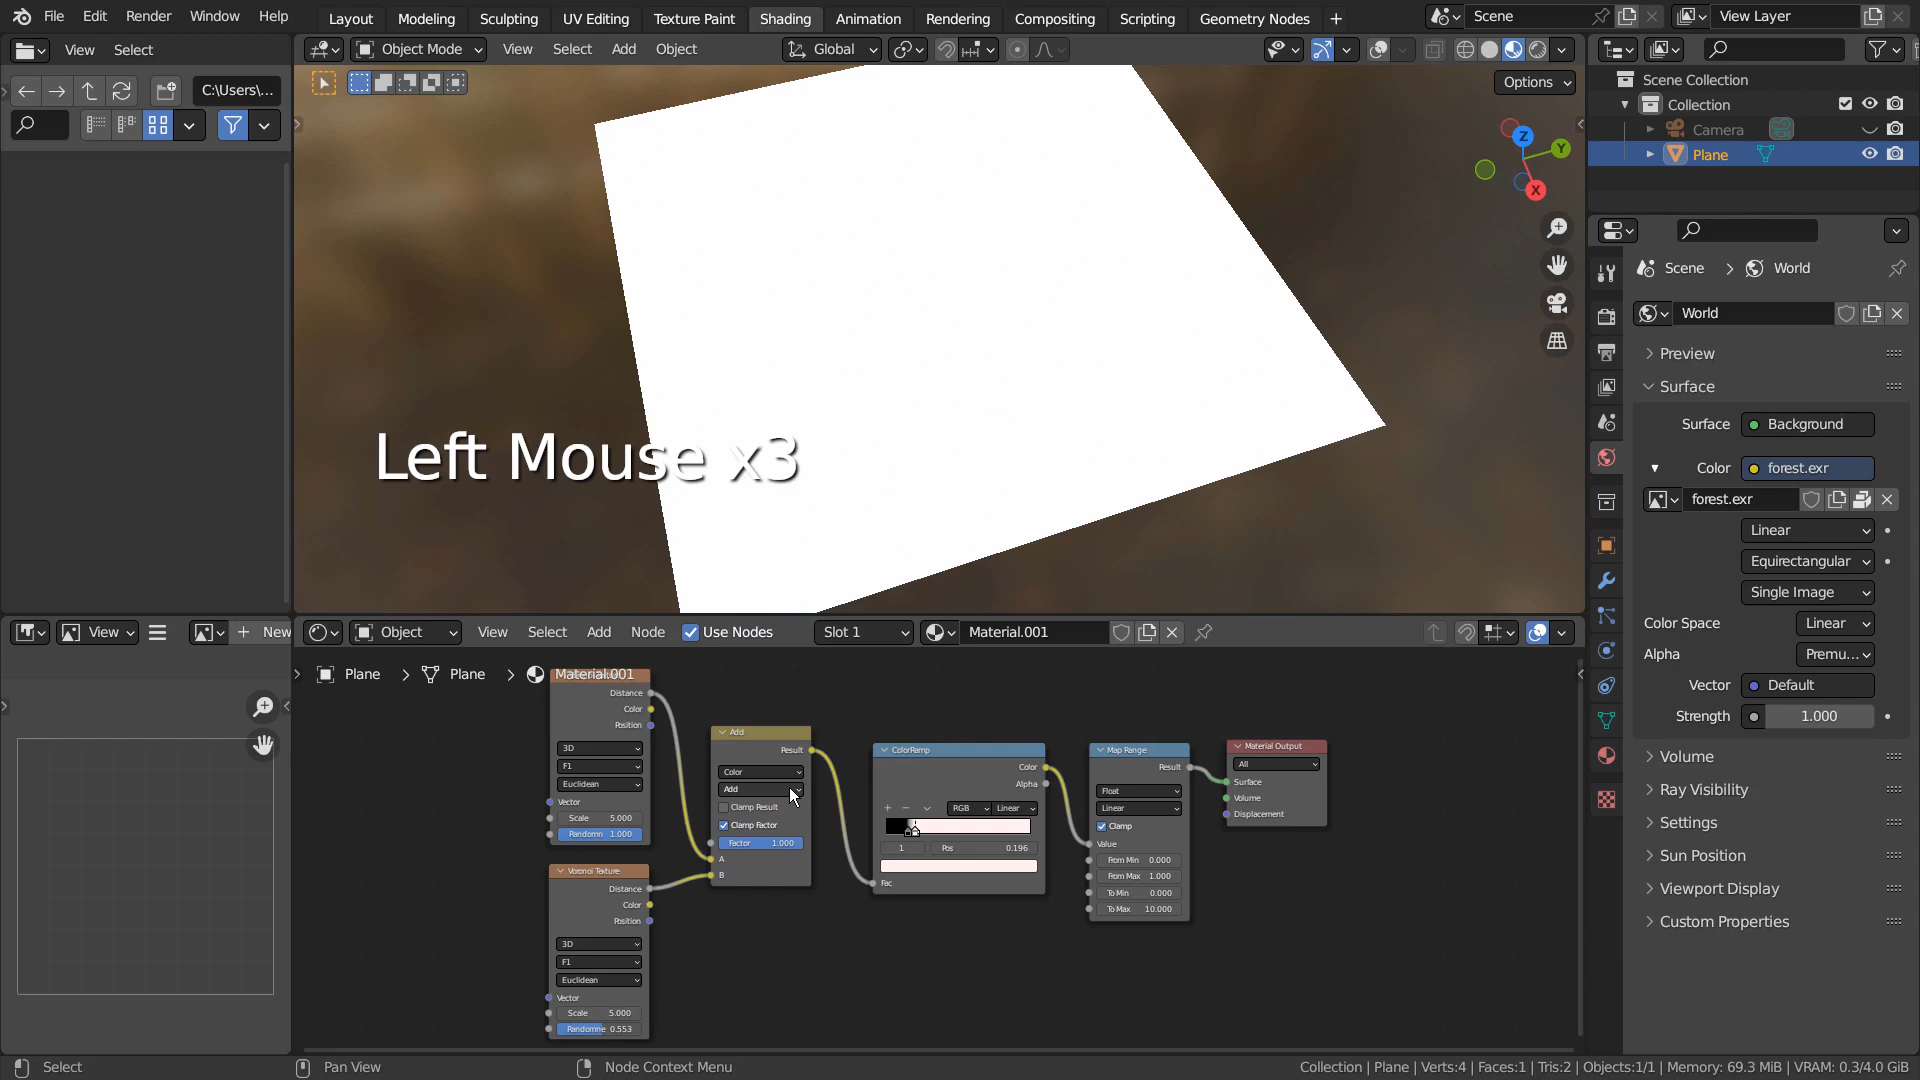 File Edit Render Window Help Layout Modeling Sculpting UV Editing Texture Paint Shading Animation Rendering Compositing Scripting Geometry Nodes + Scene View Layer
View Select Object Mode View Select Add Object Global
C:\Users\...
Options
Z
Y
X
Scene Collection
Collection
Camera
Plane
Scene > World
World
Preview
Surface
Surface Background
Color forest.exr
forest.exr
Linear
Equirectangular
Single Image
Color Space Linear
Alpha Premu...
Vector Default
Strength 1.000
Volume
Ray Visibility
Settings
Sun Position
Viewport Display
Custom Properties
Left Mouse x3
View + New
Object View Select Add Node Use Nodes Slot 1 Material.001
Plane > Plane > Material.001
Distance
Color
Position
3D
F1
Euclidean
Vector
Scale 5.000
Randomn 1.000
Voronoi Texture
Distance
Color
Position
3D
F1
Euclidean
Vector
Scale 5.000
Randomne 0.553
Add
Result
Color
Add
Clamp Result
Clamp Factor
Factor 1.000
A
B
ColorRamp
Color
Alpha
+ − RGB Linear
1 Pos 0.196
Fac
Map Range
Result
Float
Linear
Clamp
Value
From Min 0.000
From Max 1.000
To Min 0.000
To Max 10.000
Material Output
All
Surface
Volume
Displacement
Select Pan View Node Context Menu Collection | Plane | Verts:4 | Faces:1 | Tris:2 | Objects:1/1 | Memory: 69.3 MiB | VRAM: 0.3/4.0 GiB